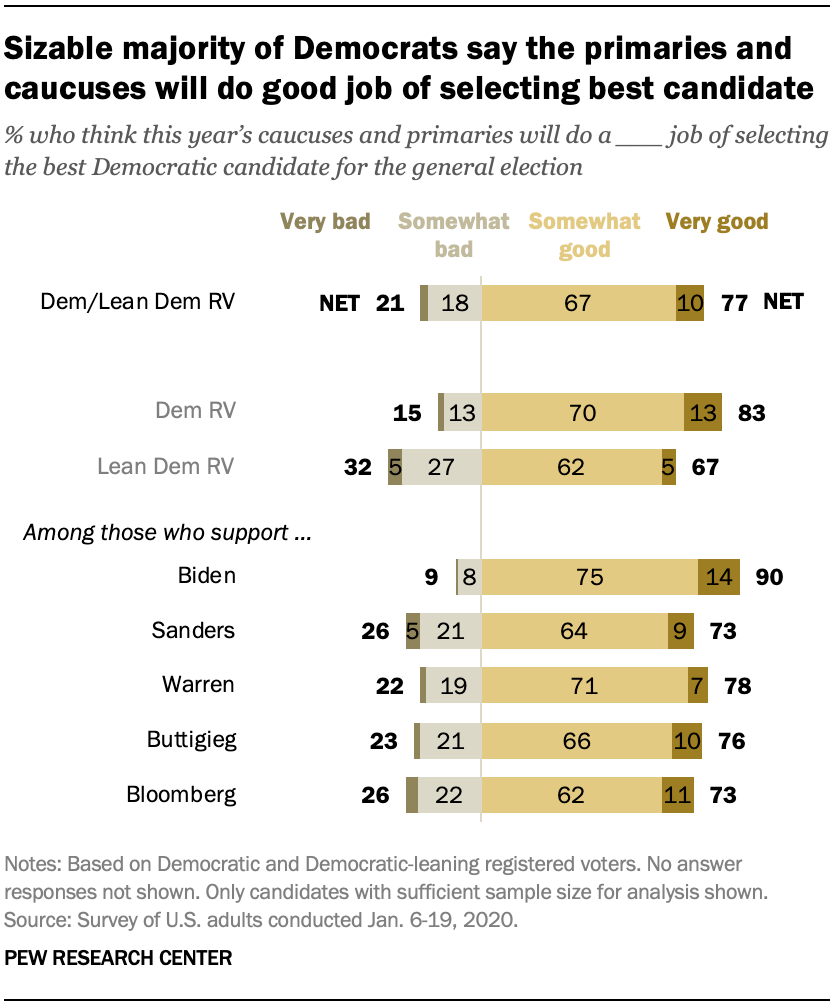 Sizable majority of Democrats say the primaries and
caucuses will do good job of selecting best candidate
% who think this year's caucuses and primaries will do a ___ job of selecting
the best Democratic candidate for the general election
Very bad Somewhat bad Somewhat good Very good
Dem/Lean Dem RV NET 21 18 67 10 77 NET
Dem RV 15 13 70 13 83
Lean Dem RV 32 5 27 62 5 67
Among those who support ...
Biden 9 8 75 14 90
Sanders 26 5 21 64 9 73
Warren 22 19 71 7 78
Buttigieg 23 21 66 10 76
Bloomberg 26 22 62 11 73
Notes: Based on Democratic and Democratic-leaning registered voters. No answer
responses not shown. Only candidates with sufficient sample size for analysis shown.
Source: Survey of U.S. adults conducted Jan. 6-19, 2020.
PEW RESEARCH CENTER